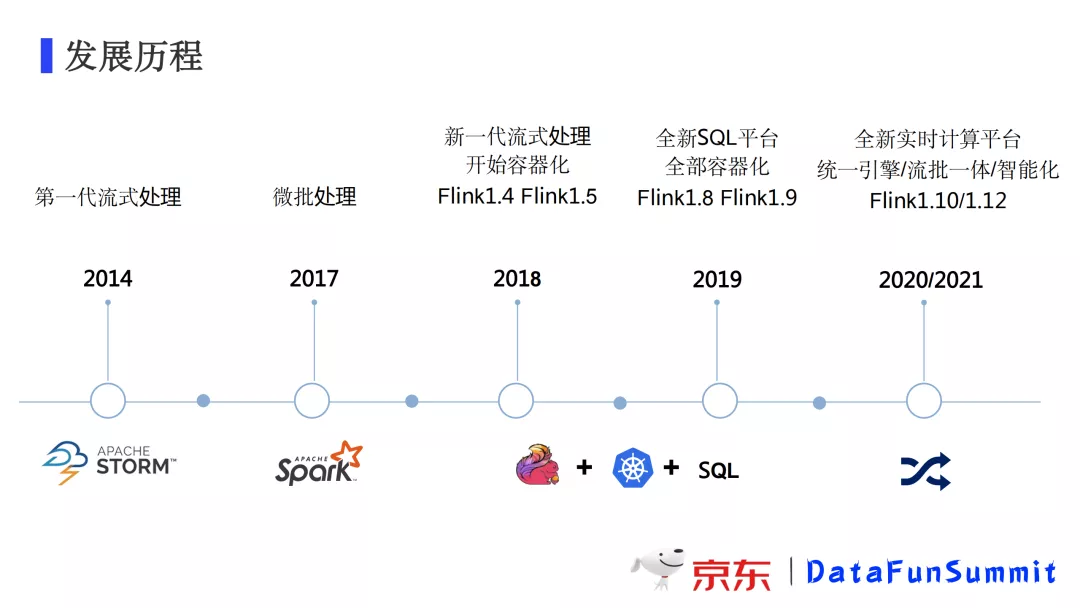 发展历程
第一代流式处理
2014
微批处理
2017
新一代流式处理
开始容器化
Flink1.4 Flink1.5
2018
全新SQL平台
全部容器化
Flink1.8 Flink1.9
2019
全新实时计算平台
统一引擎/流批一体/智能化
Flink1.10/1.12
2020/2021
APACHE
STORM™
APACHE
Spark™
+ + SQL
京东 | DataFunSummit